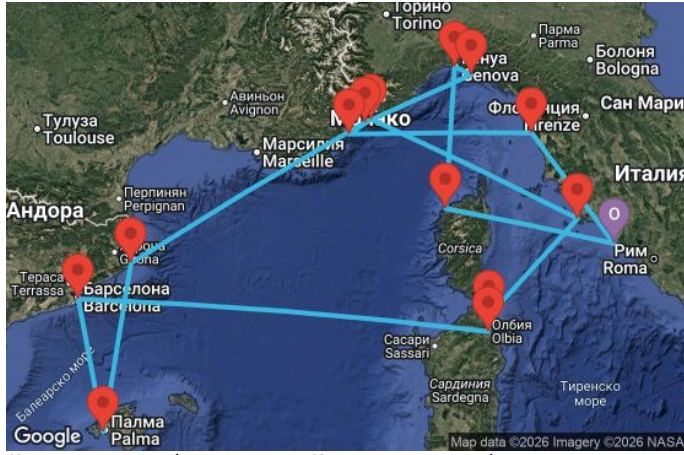 Торино
Torino
Парма
Parma
Болоня
Bologna
Genova
Авиньон
Avignon
Тулуза
Toulouse
Сан Мари
Firenze
Марсилия
Marseille
Италия
Перпинян
Perpignan
Андора
О
Рим
Roma
Corsica
Тераса
Terrassa
Барселона
Barcelona
Олбия
Olbia
Сасари
Sassari
Балеарско море
Сардиния
Sardegna
Тиренско
море
Палма
Palma
Google
Map data ©2026 Imagery ©2026 NASA